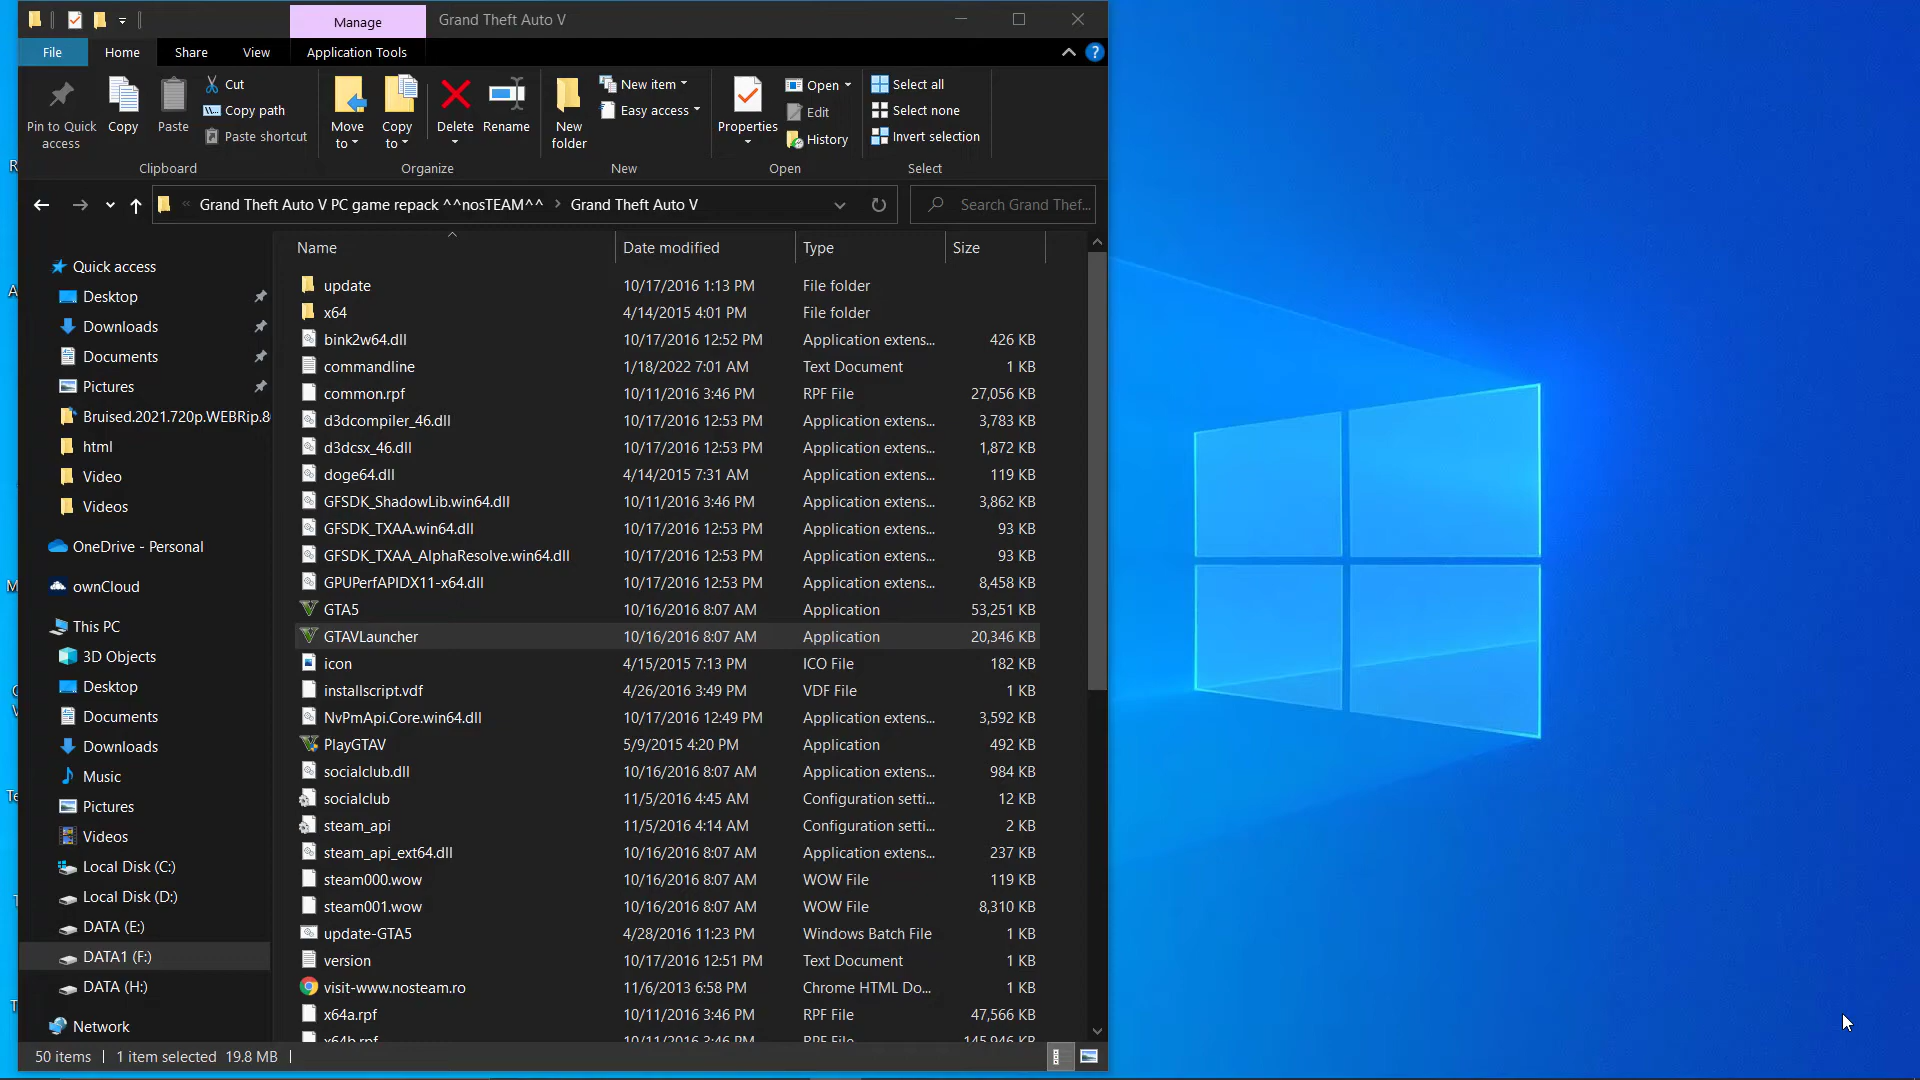 Manage
Grand Theft Auto V
File
Home
Share
View
Application Tools
Pin to Quick access
Copy
Paste
Cut
Copy path
Paste shortcut
Clipboard
Move to
Copy to
Delete
Rename
Organize
New folder
New item
Easy access
New
Properties
Open
Edit
History
Open
Select all
Select none
Invert selection
Select
« Grand Theft Auto V PC game repack ^^nosTEAM^^ > Grand Theft Auto V
Search Grand Thef...
Quick access
Desktop
Downloads
Documents
Pictures
Bruised.2021.720p.WEBRip.8
html
Video
Videos
OneDrive - Personal
ownCloud
This PC
3D Objects
Desktop
Documents
Downloads
Music
Pictures
Videos
Local Disk (C:)
Local Disk (D:)
DATA (E:)
DATA1 (F:)
DATA (H:)
Network
Name Date modified Type Size
update 10/17/2016 1:13 PM File folder
x64 4/14/2015 4:01 PM File folder
bink2w64.dll 10/17/2016 12:52 PM Application extens... 426 KB
commandline 1/18/2022 7:01 AM Text Document 1 KB
common.rpf 10/11/2016 3:46 PM RPF File 27,056 KB
d3dcompiler_46.dll 10/17/2016 12:53 PM Application extens... 3,783 KB
d3dcsx_46.dll 10/17/2016 12:53 PM Application extens... 1,872 KB
doge64.dll 4/14/2015 7:31 AM Application extens... 119 KB
GFSDK_ShadowLib.win64.dll 10/11/2016 3:46 PM Application extens... 3,862 KB
GFSDK_TXAA.win64.dll 10/17/2016 12:53 PM Application extens... 93 KB
GFSDK_TXAA_AlphaResolve.win64.dll 10/17/2016 12:53 PM Application extens... 93 KB
GPUPerfAPIDX11-x64.dll 10/17/2016 12:53 PM Application extens... 8,458 KB
GTA5 10/16/2016 8:07 AM Application 53,251 KB
GTAVLauncher 10/16/2016 8:07 AM Application 20,346 KB
icon 4/15/2015 7:13 PM ICO File 182 KB
installscript.vdf 4/26/2016 3:49 PM VDF File 1 KB
NvPmApi.Core.win64.dll 10/17/2016 12:49 PM Application extens... 3,592 KB
PlayGTAV 5/9/2015 4:20 PM Application 492 KB
socialclub.dll 10/16/2016 8:07 AM Application extens... 984 KB
socialclub 11/5/2016 4:45 AM Configuration setti... 12 KB
steam_api 11/5/2016 4:14 AM Configuration setti... 2 KB
steam_api_ext64.dll 10/16/2016 8:07 AM Application extens... 237 KB
steam000.wow 10/16/2016 8:07 AM WOW File 119 KB
steam001.wow 10/16/2016 8:07 AM WOW File 8,310 KB
update-GTA5 4/28/2016 11:23 PM Windows Batch File 1 KB
version 10/17/2016 12:51 PM Text Document 1 KB
visit-www.nosteam.ro 11/6/2013 6:58 PM Chrome HTML Do... 1 KB
x64a.rpf 10/11/2016 3:46 PM RPF File 47,566 KB
x64b.rpf 10/11/2016 3:46 PM RPF File 145,946 KB
50 items 1 item selected 19.8 MB